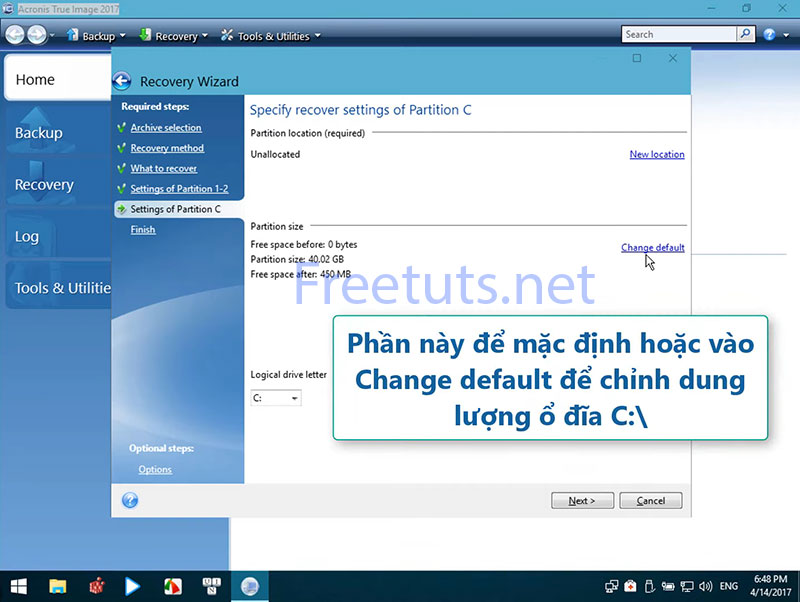 Acronis True Image 2017
Backup Recovery Tools & Utilities Search
Recovery Wizard
Home
Backup
Recovery
Log
Tools & Utilitie
Required steps:
Archive selection
Recovery method
What to recover
Settings of Partition 1-2
Settings of Partition C
Finish
Optional steps:
Options
Specify recover settings of Partition C
Partition location (required)
Unallocated New location
Partition size
Free space before: 0 bytes Change default
Partition size: 40.02 GB
Free space after: 450 MB
Freetuts.net
Phần này để mặc định hoặc vào
Change default để chỉnh dung
lượng ổ đĩa C:\
Logical drive letter
C:
Next > Cancel
ENG
6:48 PM
4/14/2017